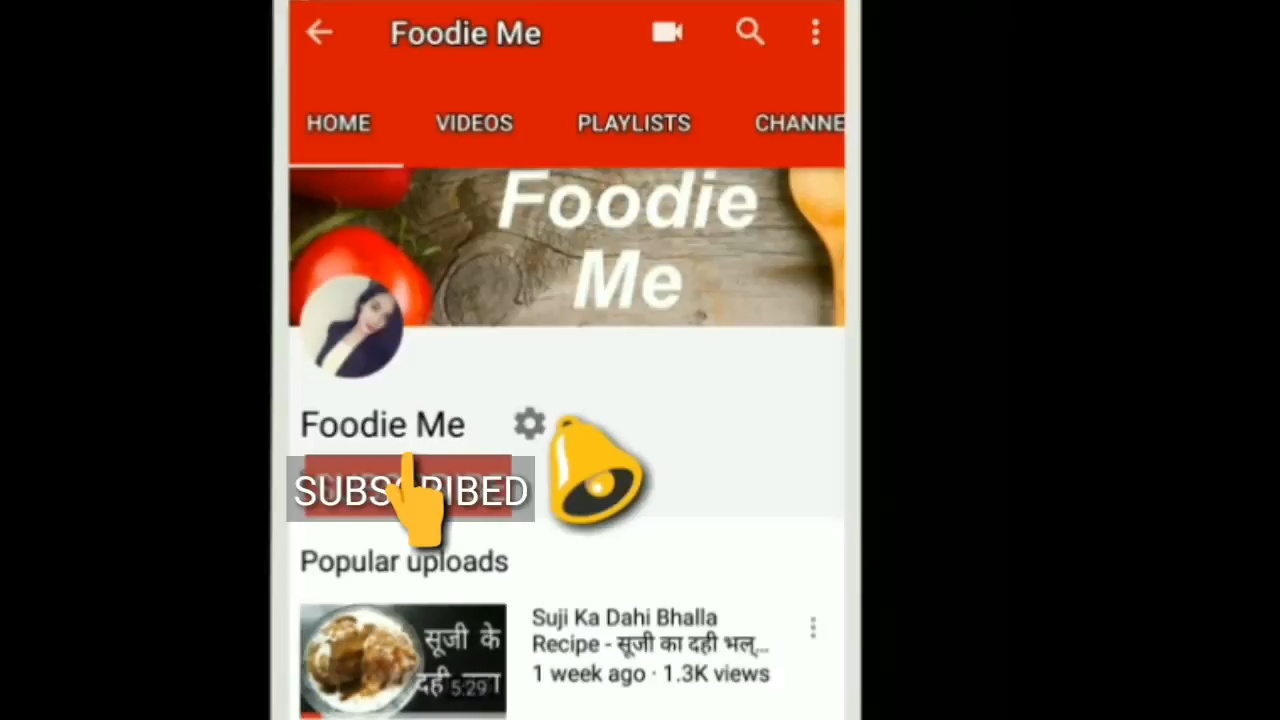 Foodie Me
HOME VIDEOS PLAYLISTS CHANNE
Foodie
Me
Foodie Me
SUBSCRIBED
Popular uploads
सूजी के
दही
5:29
Suji Ka Dahi Bhalla
Recipe - सूजी का दही भल्...
1 week ago · 1.3K views